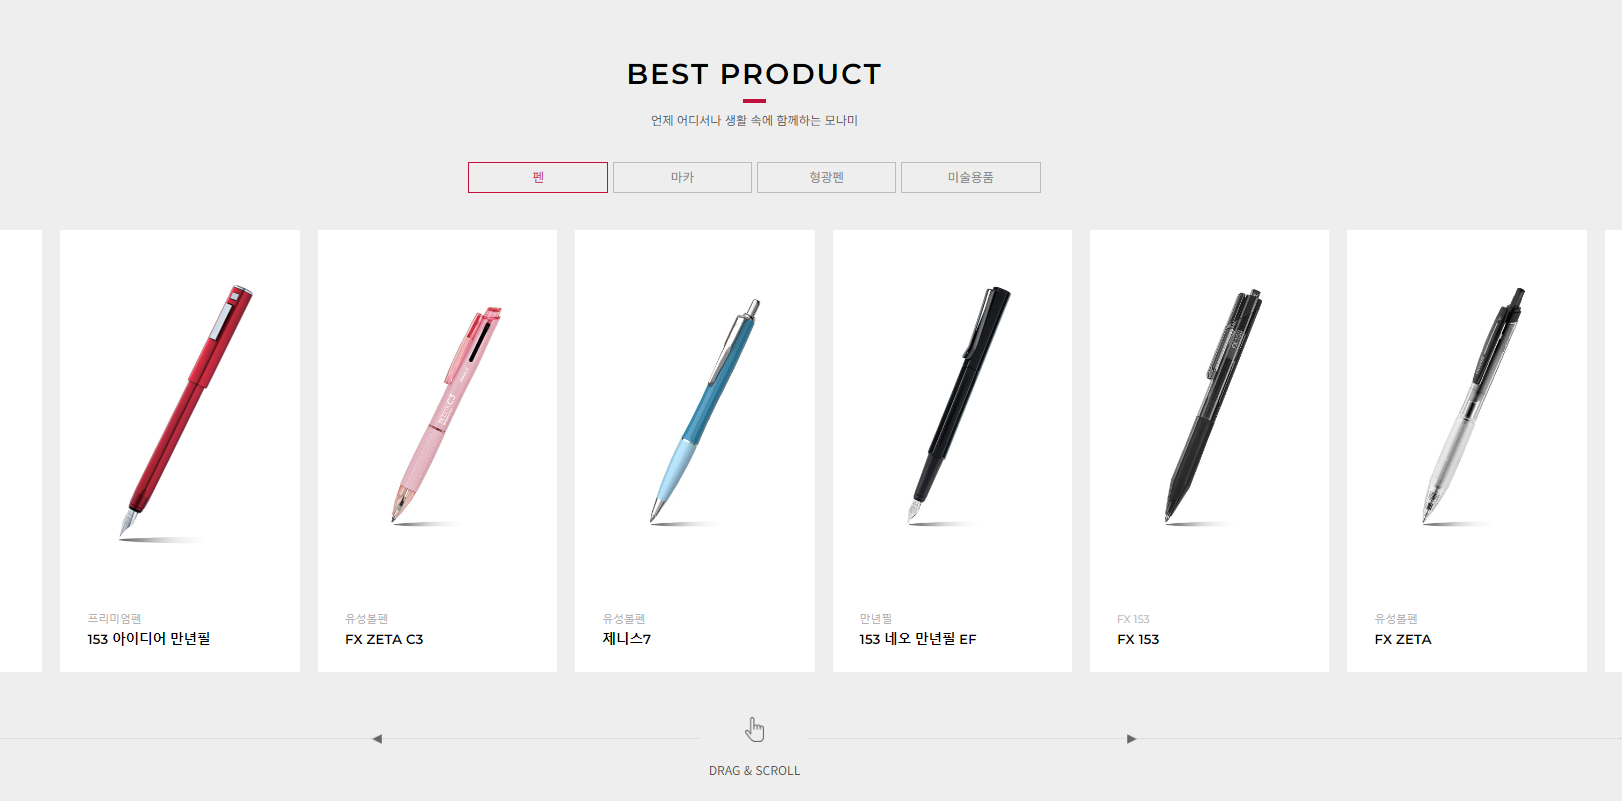 BEST PRODUCT
언제 어디서나 생활 속에 함께하는 모나미
펜
마카
형광펜
미술용품
프리미엄펜
153 아이디어 만년필
유성볼펜
FX ZETA C3
유성볼펜
제니스7
만년필
153 네오 만년필 EF
FX 153
FX 153
유성볼펜
FX ZETA
DRAG & SCROLL